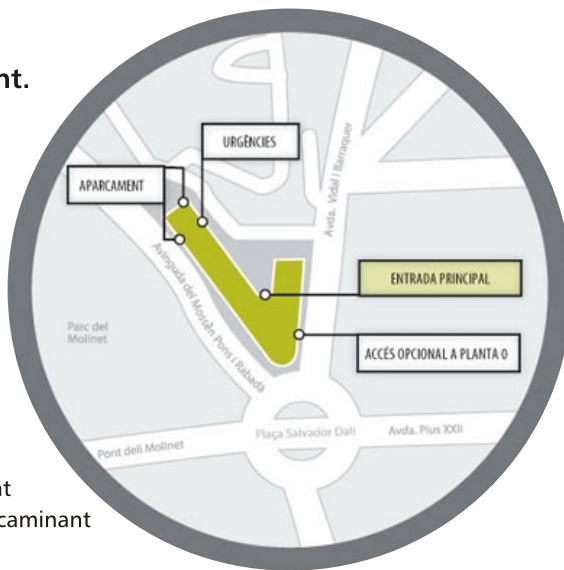 nt.
URGÈNCIES
APARCAMENT
Avda. Vidal i Barraquer
ENTRADA PRINCIPAL
Avinguda del Mossèn Pons i Rabadà
Parc del
Molinet
ACCÉS OPCIONAL A PLANTA 0
Plaça Salvador Dalí
Avda. Pius XXII
Pont dell Molinet
nt
caminant